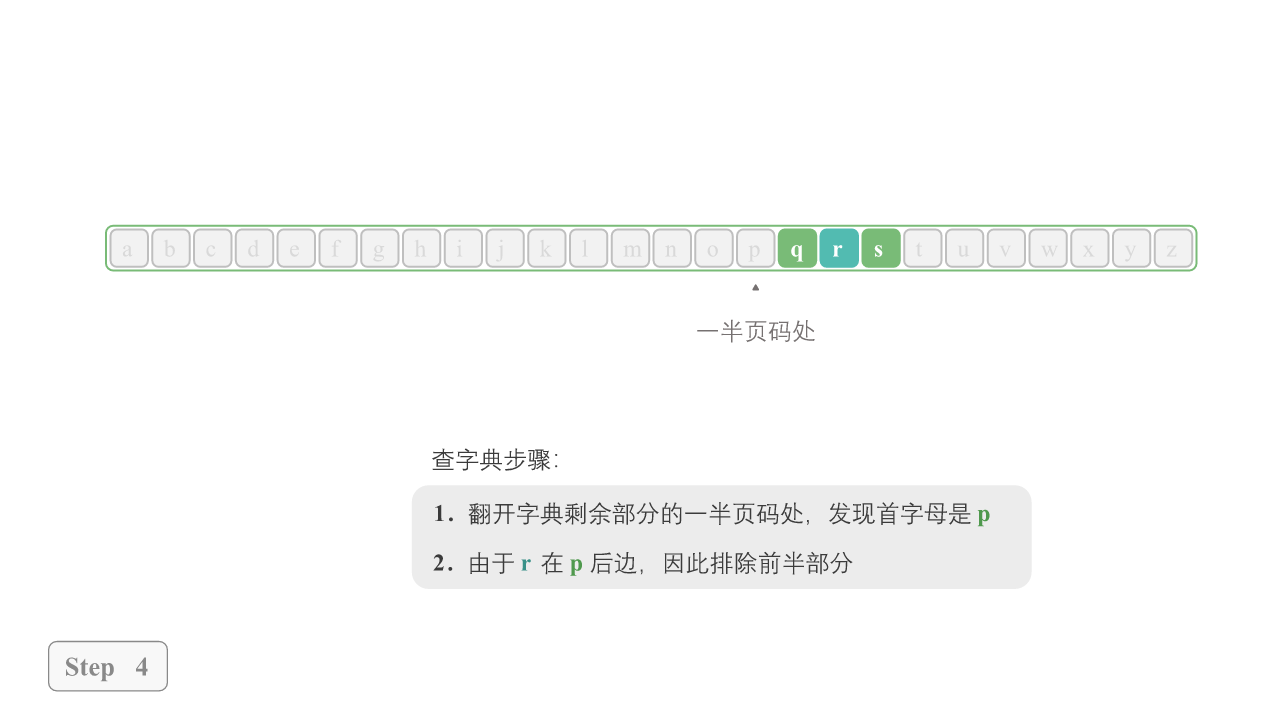 a b c d e f g h i j k l m n o p q r s t u v w x y z
一半页码处
查字典步骤:
1. 翻开字典剩余部分的一半页码处,发现首字母是 p
2. 由于 r 在 p 后边,因此排除前半部分
Step 4